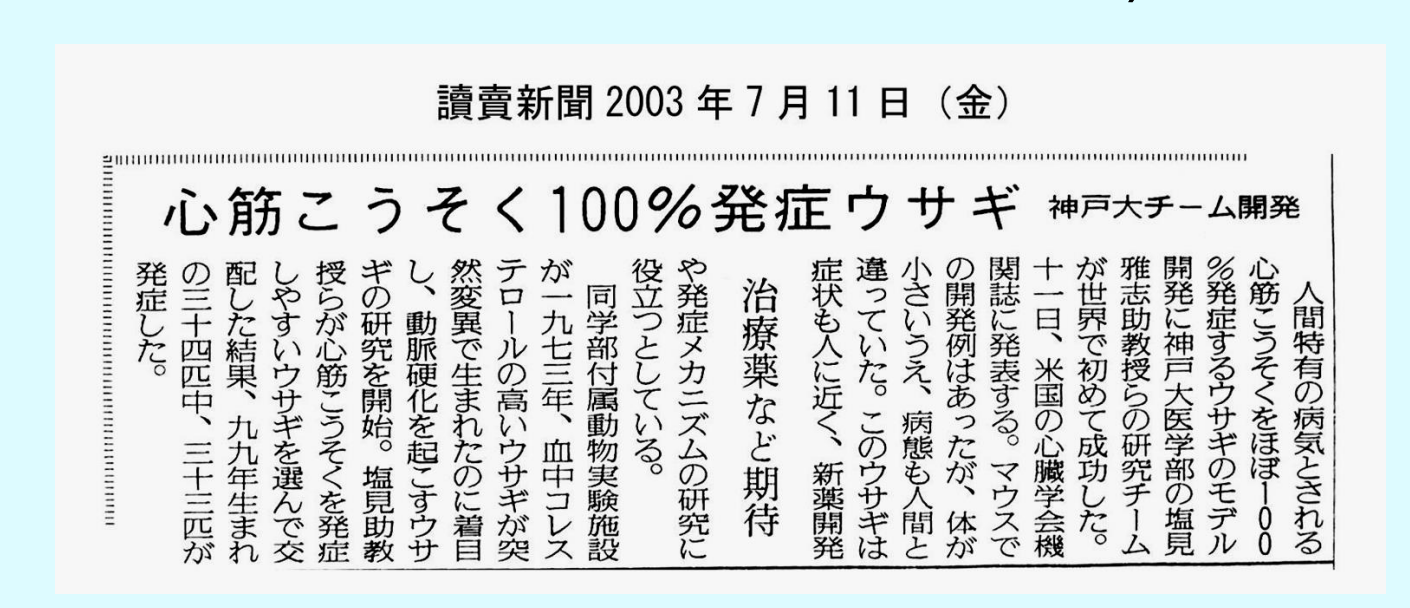 讀賣新聞 2003 年 7 月 11 日（金）
心筋こうそく100%発症ウサギ
神戸大チーム開発
人間特有の病気とされる
心筋こうそくをほぼ100
%発症するウサギのモデル
開発に神戸大医学部の塩見
雅志助教授らの研究チーム
が世界で初めて成功した。
十一日、米国の心臓学会機
関誌に発表する。マウスで
の開発例はあったが、体が
小さいうえ、病態も人間と
違っていた。このウサギは
症状も人に近く、新薬開発
治療薬など期待
や発症メカニズムの研究に
役立つとしている。
同学部付属動物実験施設
が一九七三年、血中コレス
テロールの高いウサギが突
然変異で生まれたのに着目
し、動脈硬化を起こすウサ
ギの研究を開始。塩見助教
授らが心筋こうそくを発症
しやすいウサギを選んで交
配した結果、九九年生まれ
の三十四匹中、三十三匹が
発症した。